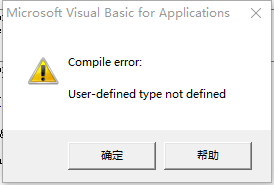 Microsoft Visual Basic for Applications
Compile error:
User-defined type not defined
确定
帮助